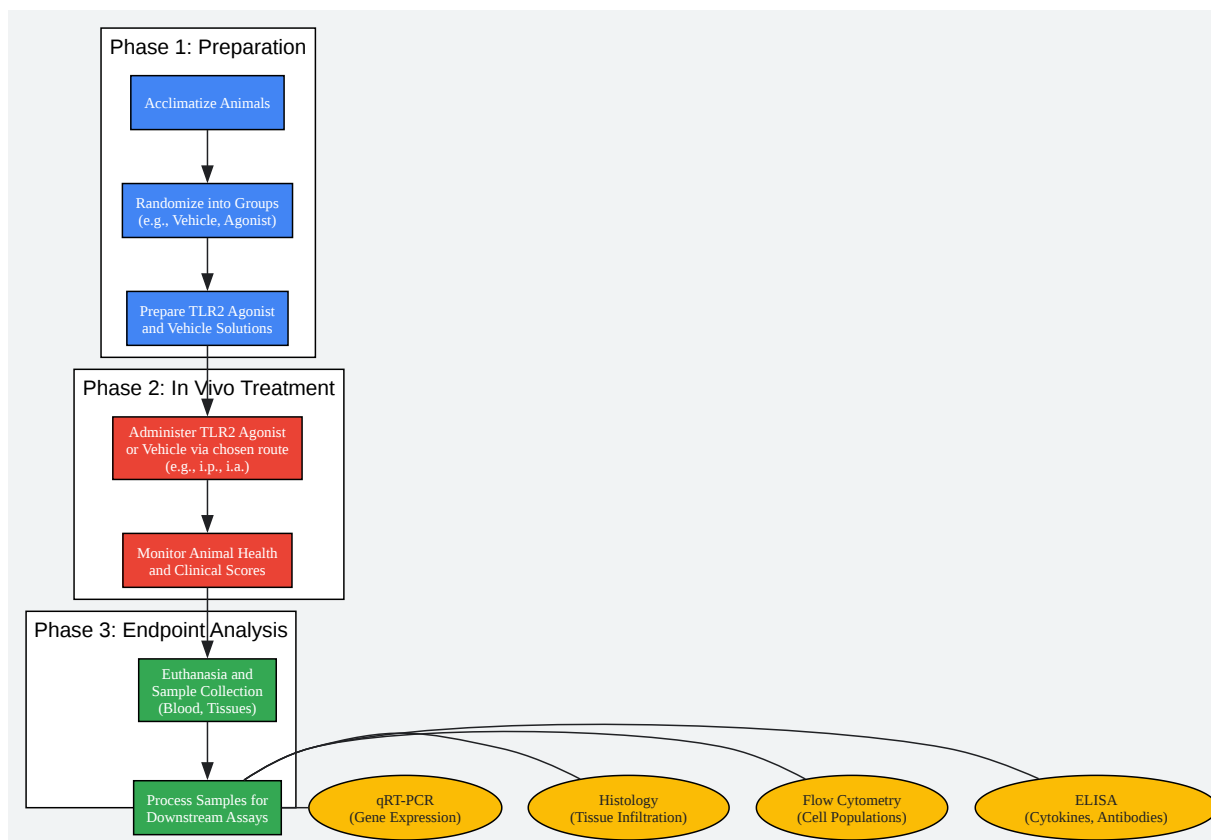 Phase 1: Preparation
Acclimatize Animals
Randomize into Groups
(e.g., Vehicle, Agonist)
Prepare TLR2 Agonist
and Vehicle Solutions
Phase 2: In Vivo Treatment
Administer TLR2 Agonist
or Vehicle via chosen route
(e.g., i.p., i.a.)
Monitor Animal Health
and Clinical Scores
Phase 3: Endpoint Analysis
Euthanasia and
Sample Collection
(Blood, Tissues)
Process Samples for
Downstream Assays
qRT-PCR
(Gene Expression)
Histology
(Tissue Infiltration)
Flow Cytometry
(Cell Populations)
ELISA
(Cytokines, Antibodies)